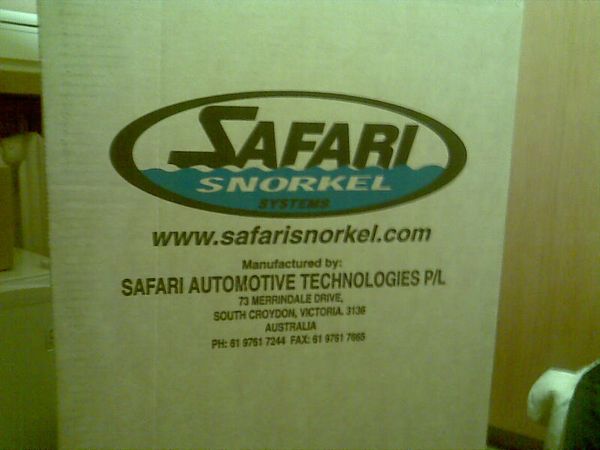 SAFARI
SNORKEL
SYSTEMS
www.safarisnorkel.com
Manufactured by:
SAFARI AUTOMOTIVE TECHNOLOGIES P/L
73 MERRINDALE DRIVE,
SOUTH CROYDON, VICTORIA. 3136
AUSTRALIA
PH: 61 9761 7244 FAX: 61 9761 7665